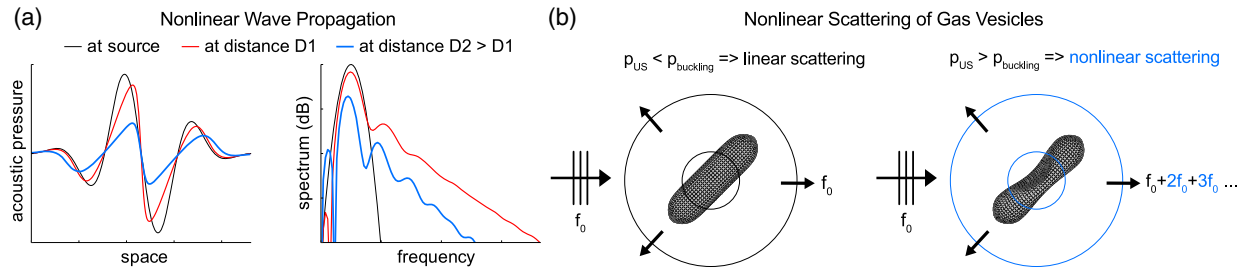 (a)
Nonlinear Wave Propagation
at source
at distance D1
at distance D2 > D1
acoustic pressure
space
spectrum (dB)
frequency
(b)
Nonlinear Scattering of Gas Vesicles
pUS < pbuckling => linear scattering
f0
f0
pUS > pbuckling => nonlinear scattering
f0
f0+2f0+3f0 ...